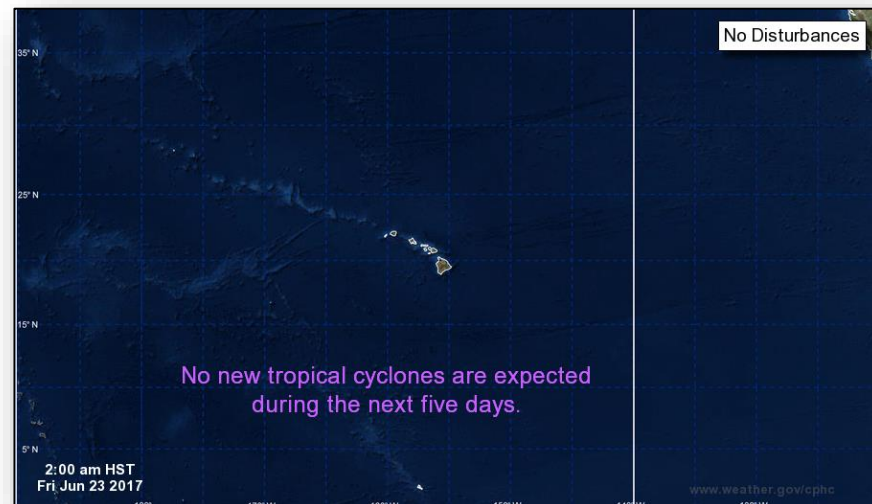 No Disturbances
35° N
25° N
15° N
No new tropical cyclones are expected
during the next five days.
5° N
2:00 am HST
Fri Jun 23 2017
www.weather.gov/cphc